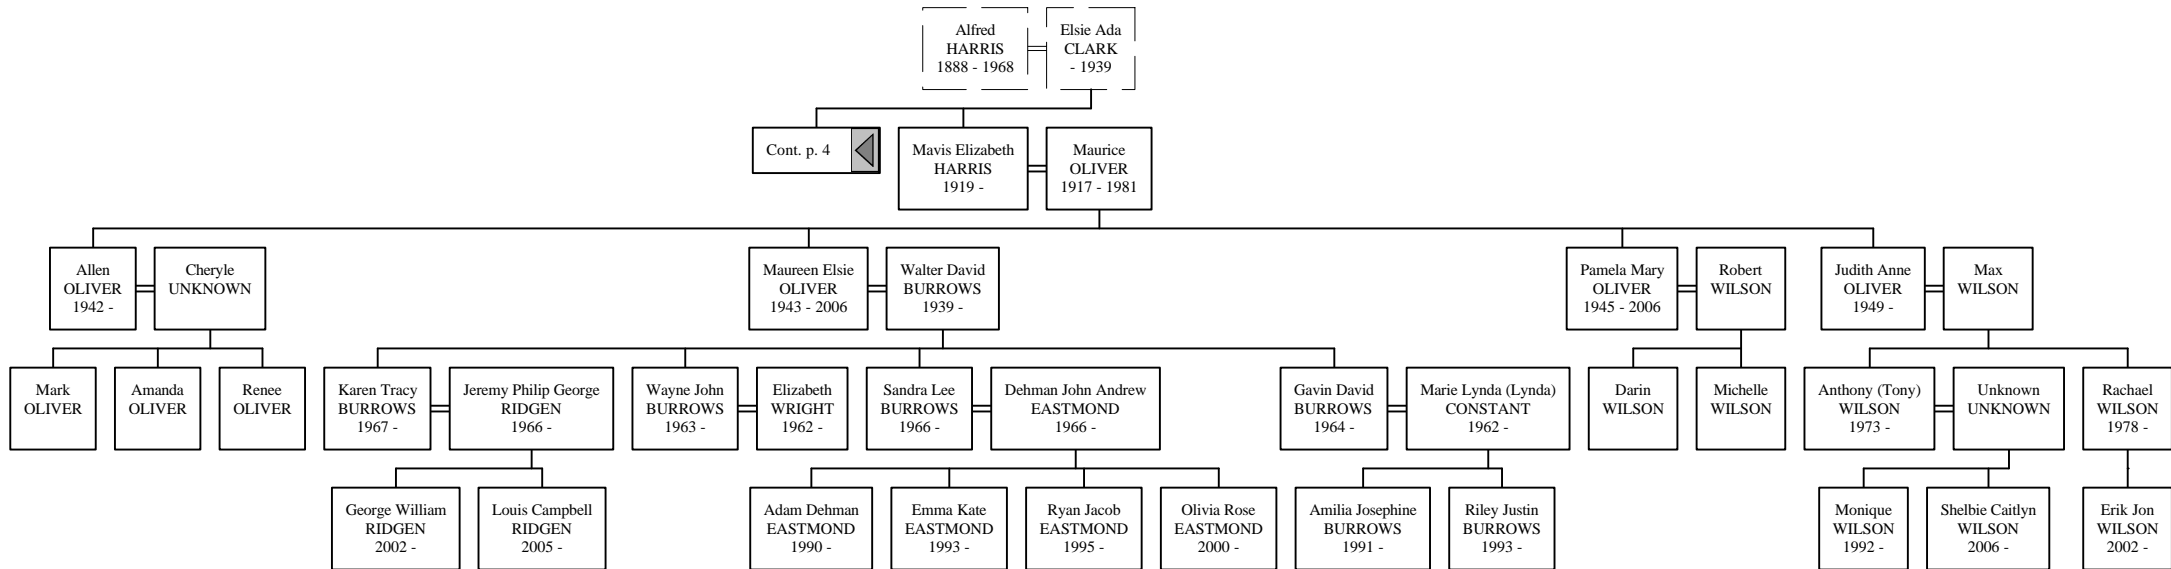 Alfred
HARRIS
1888 - 1968
Elsie Ada
CLARK
- 1939
Cont. p. 4
Mavis Elizabeth
HARRIS
1919 -
Maurice
OLIVER
1917 - 1981
Allen
OLIVER
1942 -
Cheryle
UNKNOWN
Maureen Elsie
OLIVER
1943 - 2006
Walter David
BURROWS
1939 -
Pamela Mary
OLIVER
1945 - 2006
Robert
WILSON
Judith Anne
OLIVER
1949 -
Max
WILSON
Mark
OLIVER
Amanda
OLIVER
Renee
OLIVER
Karen Tracy
BURROWS
1967 -
Jeremy Philip George
RIDGEN
1966 -
Wayne John
BURROWS
1963 -
Elizabeth
WRIGHT
1962 -
Sandra Lee
BURROWS
1966 -
Dehman John Andrew
EASTMOND
1966 -
Gavin David
BURROWS
1964 -
Marie Lynda (Lynda)
CONSTANT
1962 -
Darin
WILSON
Michelle
WILSON
Anthony (Tony)
WILSON
1973 -
Unknown
UNKNOWN
Rachael
WILSON
1978 -
George William
RIDGEN
2002 -
Louis Campbell
RIDGEN
2005 -
Adam Dehman
EASTMOND
1990 -
Emma Kate
EASTMOND
1993 -
Ryan Jacob
EASTMOND
1995 -
Olivia Rose
EASTMOND
2000 -
Amilia Josephine
BURROWS
1991 -
Riley Justin
BURROWS
1993 -
Monique
WILSON
1992 -
Shelbie Caitlyn
WILSON
2006 -
Erik Jon
WILSON
2002 -